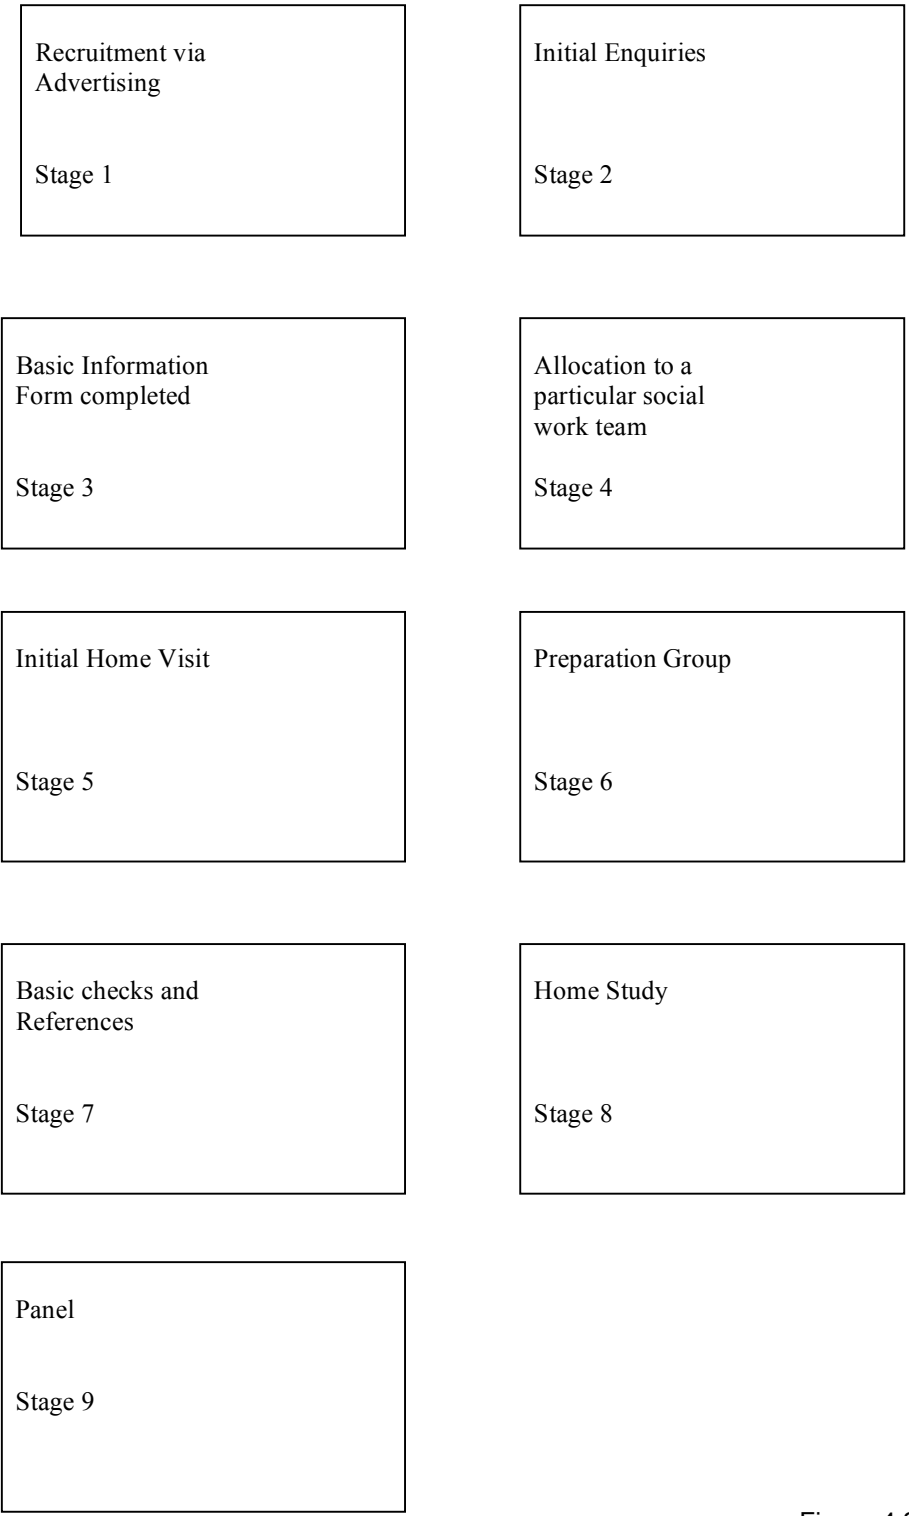 Recruitment via
Advertising
Stage 1
Initial Enquiries
Stage 2
Basic Information
Form completed
Stage 3
Allocation to a
particular social
work team
Stage 4
Initial Home Visit
Stage 5
Preparation Group
Stage 6
Basic checks and
References
Stage 7
Home Study
Stage 8
Panel
Stage 9